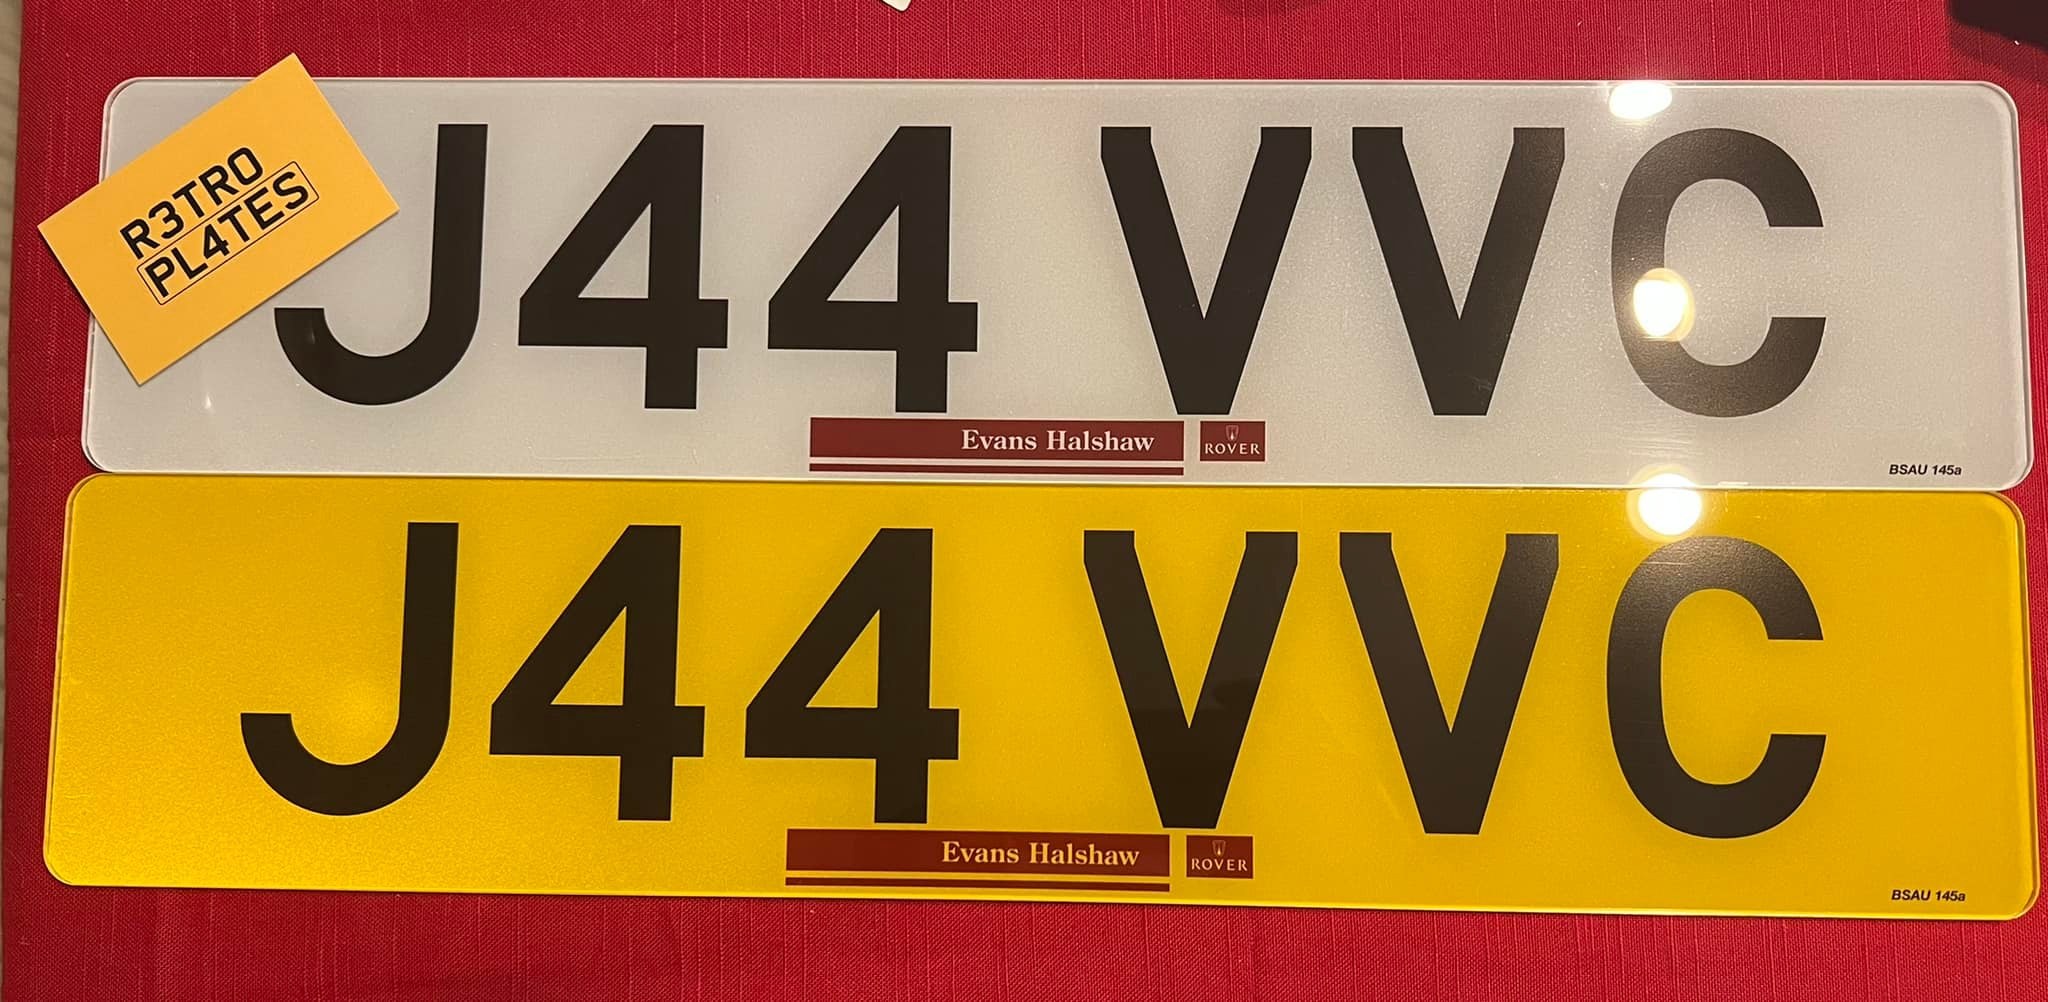 R3TRO
PL4TES
J44 VVC
Evans Halshaw
ROVER
BSAU 145a
J44 VVC
Evans Halshaw
ROVER
BSAU 145a